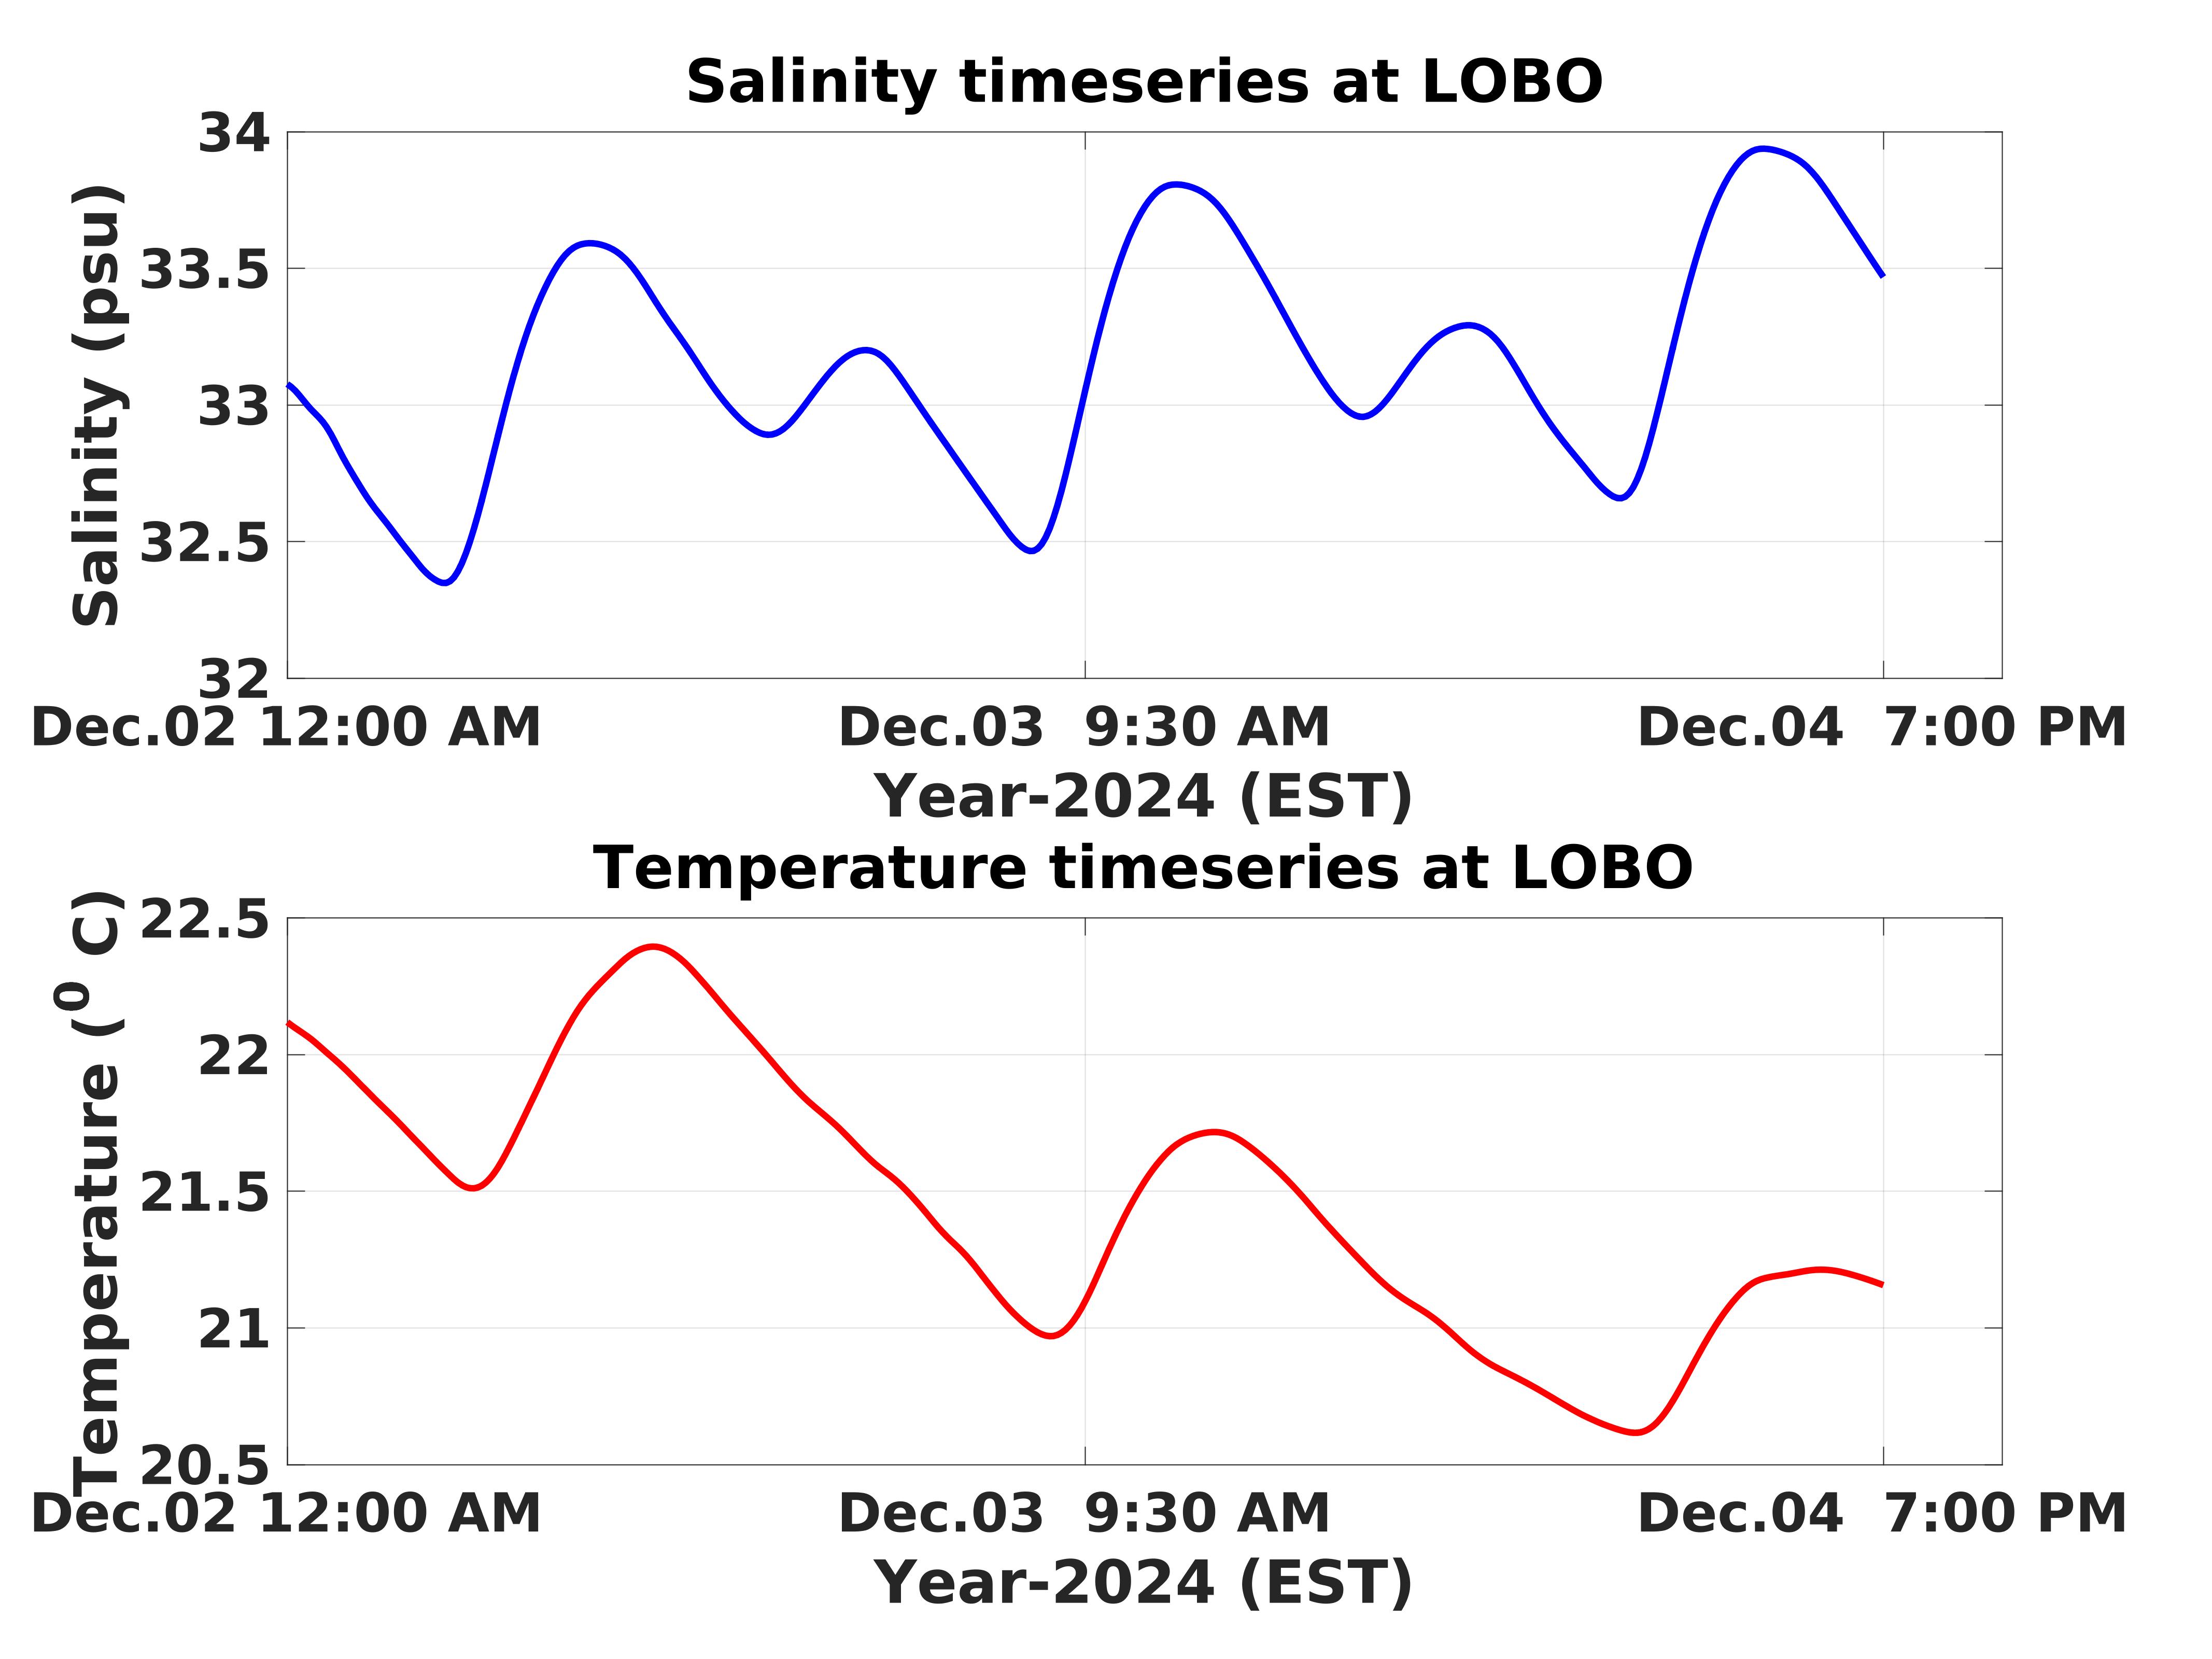 Salinity timeseries at LOBO
Salinity (psu)
34
33.5
33
32.5
32
Dec.02 12:00 AM
Dec.03  9:30 AM
Dec.04  7:00 PM
Year-2024 (EST)
Temperature timeseries at LOBO
Temperature (⁰ C)
22.5
22
21.5
21
20.5
Dec.02 12:00 AM
Dec.03  9:30 AM
Dec.04  7:00 PM
Year-2024 (EST)